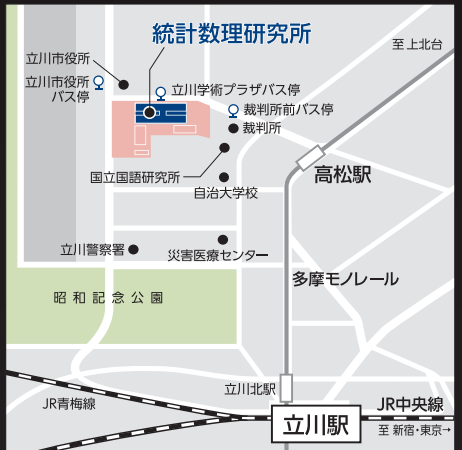 統計数理研究所
至 上北台
立川市役所
立川市役所
バス停
立川学術プラザバス停
裁判所前バス停
裁判所
高松駅
国立国語研究所
自治大学校
立川警察署
災害医療センター
多摩モノレール
昭和記念公園
立川北駅
JR青梅線
立川駅
JR中央線
至 新宿・東京→